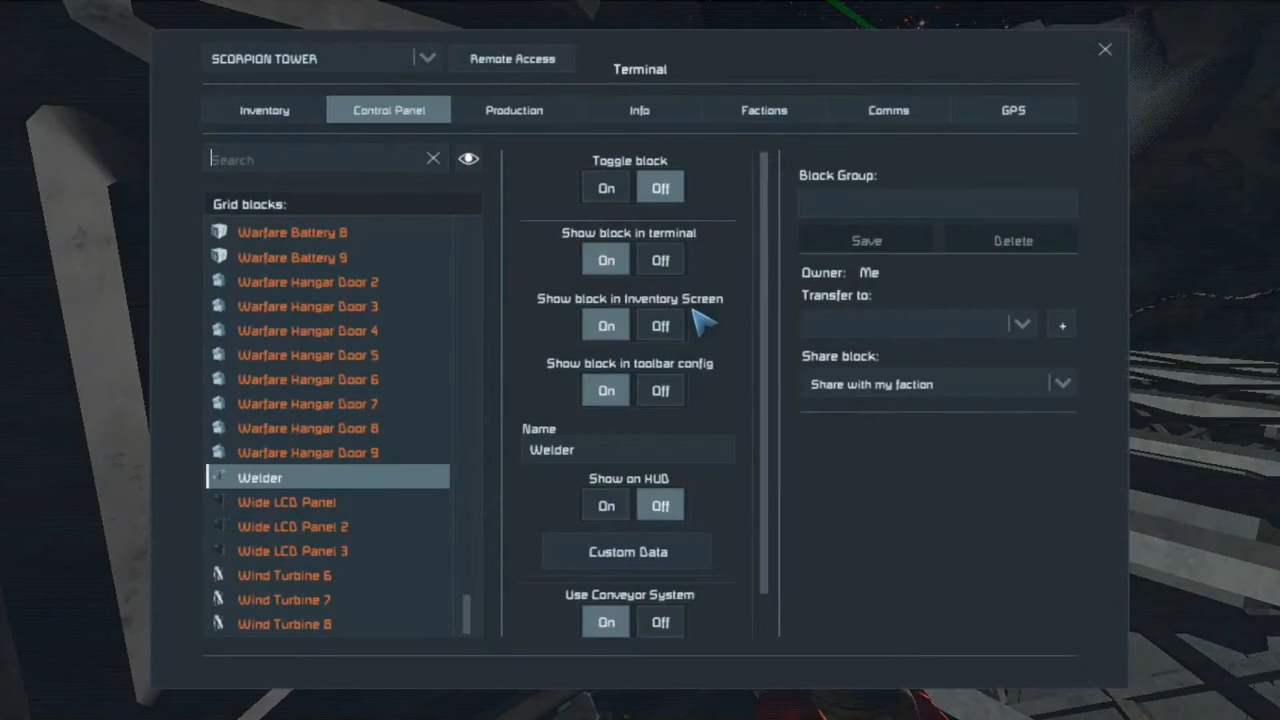 SCORPION TOWER
Remote Access
Terminal
Inventory
Control Panel
Production
Info
Factions
Comms
GPS
Search
Grid blocks:
Warfare Battery 8
Warfare Battery 9
Warfare Hangar Door 2
Warfare Hangar Door 3
Warfare Hangar Door 4
Warfare Hangar Door 5
Warfare Hangar Door 6
Warfare Hangar Door 7
Warfare Hangar Door 8
Warfare Hangar Door 9
Welder
Wide LCD Panel
Wide LCD Panel 2
Wide LCD Panel 3
Wind Turbine 6
Wind Turbine 7
Wind Turbine 8
Toggle block
On Off
Show block in terminal
On Off
Show block in Inventory Screen
On Off
Show block in toolbar config
On Off
Name
Welder
Show on HUD
On Off
Custom Data
Use Conveyor System
On Off
Block Group:
Save Delete
Owner: Me
Transfer to:
+
Share block:
Share with my faction